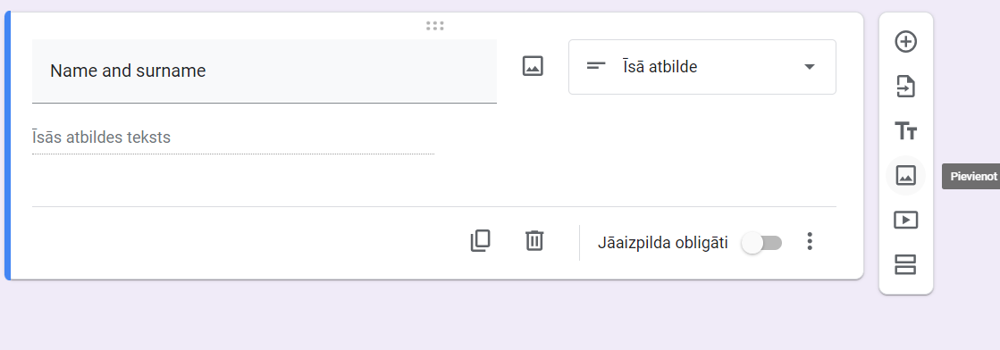 Name and surname
Īsā atbilde
Īsās atbildes teksts
Pievienot
Jāaizpilda obligāti